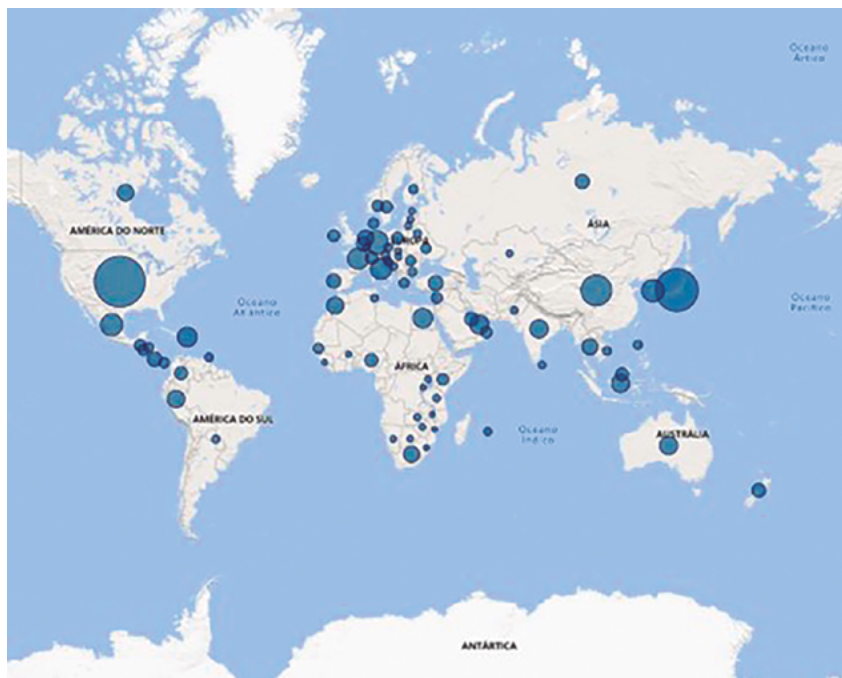 Oceano
Ártico
AMÉRICA DO NORTE
ÁSIA
Oceano
Atlântico
Oceano
Pacífico
ÁFRICA
AMÉRICA DO SUL
Oceano
Índico
AUSTRÁLIA
ANTÁRTICA